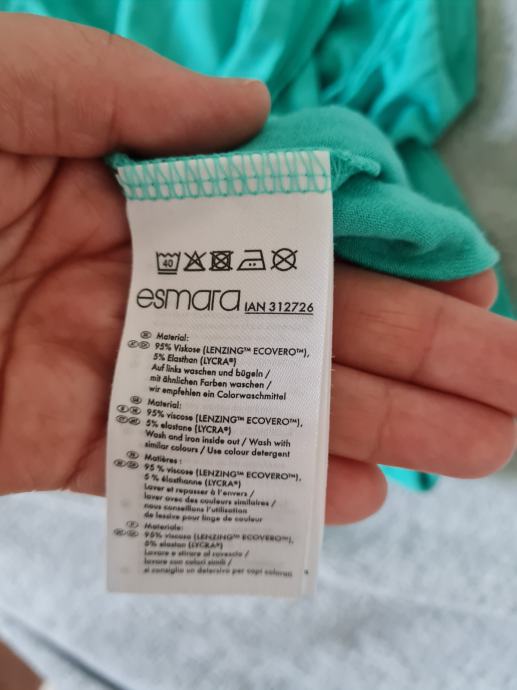 40
esmara IAN 312726
Material:
95% Viskose (LENZING™ ECOVERO™),
5% Elasthan (LYCRA®)
Auf links waschen und bügeln /
mit ähnlichen Farben waschen /
wir empfehlen ein Colorwaschmittel
Material:
95% viscose (LENZING™ ECOVERO™),
5% elastane (LYCRA®)
Wash and iron inside out / Wash with
similar colours / Use colour detergent
Matières :
95 % viscose (LENZING™ ECOVERO™),
5 % élasthanne (LYCRA®)
Laver et repasser à l'envers /
laver avec des couleurs similaires /
nous conseillons l'utilisation
de lessive pour linge de couleur
Materiale:
95% viscosa (LENZING™ ECOVERO™),
5% elastan (LYCRA®)
Lavare e stirare al rovescio /
lavare con colori simili /
si consiglia un detersivo per capi colorati